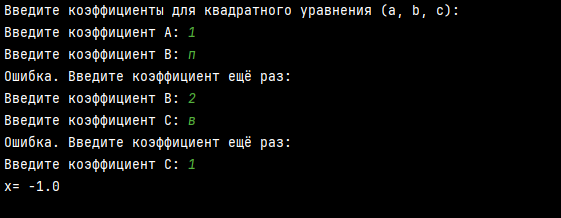 Введите коэффициенты для квадратного уравнения (a, b, c):
Введите коэффициент A: 1
Введите коэффициент B: п
Ошибка. Введите коэффициент ещё раз:
Введите коэффициент B: 2
Введите коэффициент C: в
Ошибка. Введите коэффициент ещё раз:
Введите коэффициент C: 1
x= -1.0